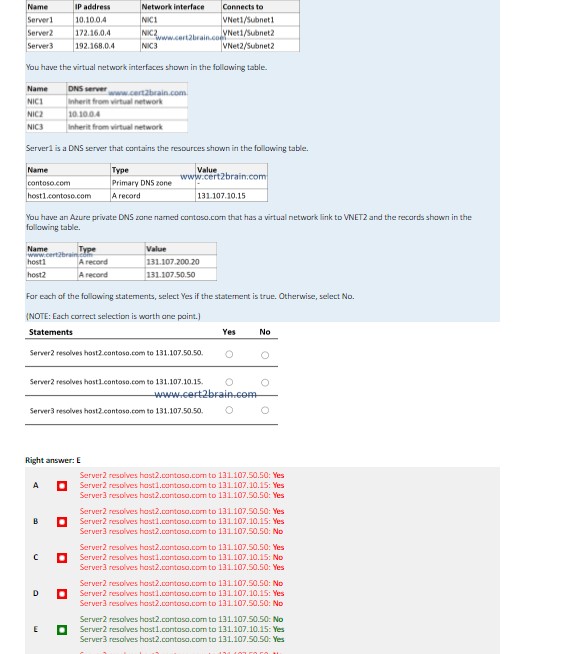 Name IP address Network interface Connects to
Server1 10.10.0.4 NIC1 VNet1/Subnet1
Server2 172.16.0.4 NIC2 VNet1/Subnet2
www.cert2brain.com
Server3 192.168.0.4 NIC3 VNet2/Subnet2
You have the virtual network interfaces shown in the following table.
Name DNS server
www.cert2brain.com
NIC1 Inherit from virtual network
NIC2 10.10.0.4
NIC3 Inherit from virtual network
Server1 is a DNS server that contains the resources shown in the following table.
Name Type Value
www.cert2brain.com
contoso.com Primary DNS zone -
host1.contoso.com A record 131.107.10.15
You have an Azure private DNS zone named contoso.com that has a virtual network link to VNET2 and the records shown in the
following table.
Name Type Value
www.cert2brain.com
host1 A record 131.107.200.20
host2 A record 131.107.50.50
For each of the following statements, select Yes if the statement is true. Otherwise, select No.
(NOTE: Each correct selection is worth one point.)
Statements Yes No
Server2 resolves host2.contoso.com to 131.107.50.50.
Server2 resolves host1.contoso.com to 131.107.10.15.
www.cert2brain.com
Server3 resolves host2.contoso.com to 131.107.50.50.
Right answer: E
Server2 resolves host2.contoso.com to 131.107.50.50: Yes
A Server2 resolves host1.contoso.com to 131.107.10.15: Yes
Server3 resolves host2.contoso.com to 131.107.50.50: Yes
Server2 resolves host2.contoso.com to 131.107.50.50: Yes
B Server2 resolves host1.contoso.com to 131.107.10.15: Yes
Server3 resolves host2.contoso.com to 131.107.50.50: No
Server2 resolves host2.contoso.com to 131.107.50.50: Yes
C Server2 resolves host1.contoso.com to 131.107.10.15: No
Server3 resolves host2.contoso.com to 131.107.50.50: Yes
Server2 resolves host2.contoso.com to 131.107.50.50: No
D Server2 resolves host1.contoso.com to 131.107.10.15: Yes
Server3 resolves host2.contoso.com to 131.107.50.50: No
Server2 resolves host2.contoso.com to 131.107.50.50: No
E Server2 resolves host1.contoso.com to 131.107.10.15: Yes
Server3 resolves host2.contoso.com to 131.107.50.50: Yes